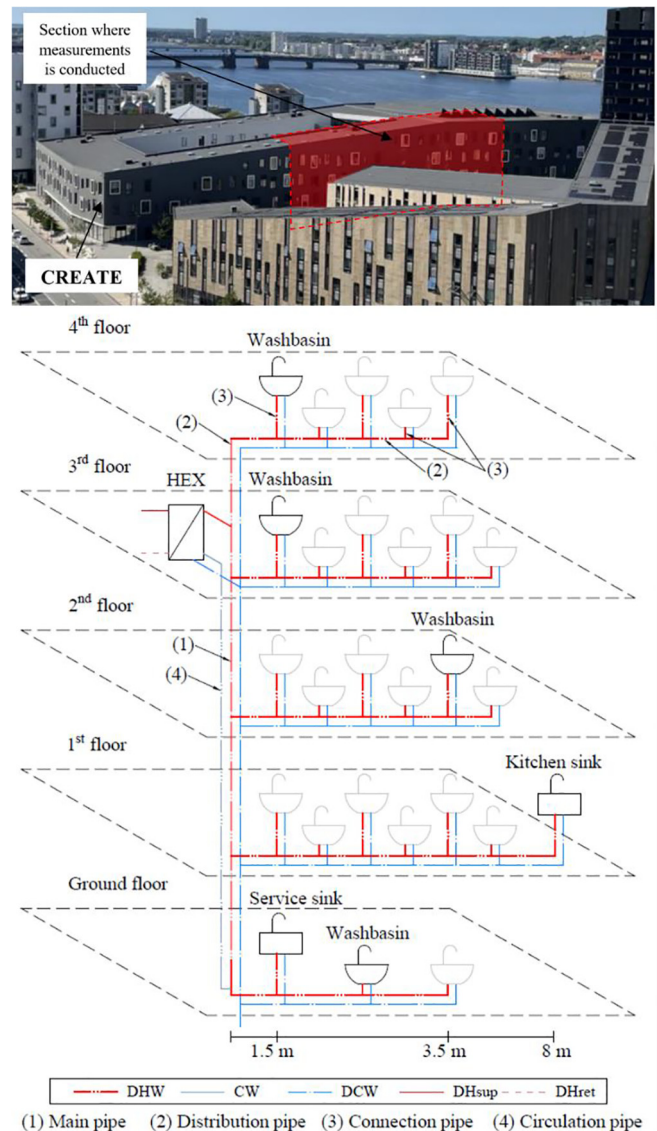 Section where
measurements
is conducted
CREATE
4th floor
Washbasin
(3)
(2)
(2)
(3)
3rd floor
HEX
Washbasin
2nd floor
Washbasin
(1)
(4)
1st floor
Kitchen sink
Ground floor
Service sink
Washbasin
1.5 m 3.5 m 8 m
DHW CW DCW DHsup DHret
(1) Main pipe (2) Distribution pipe (3) Connection pipe (4) Circulation pipe